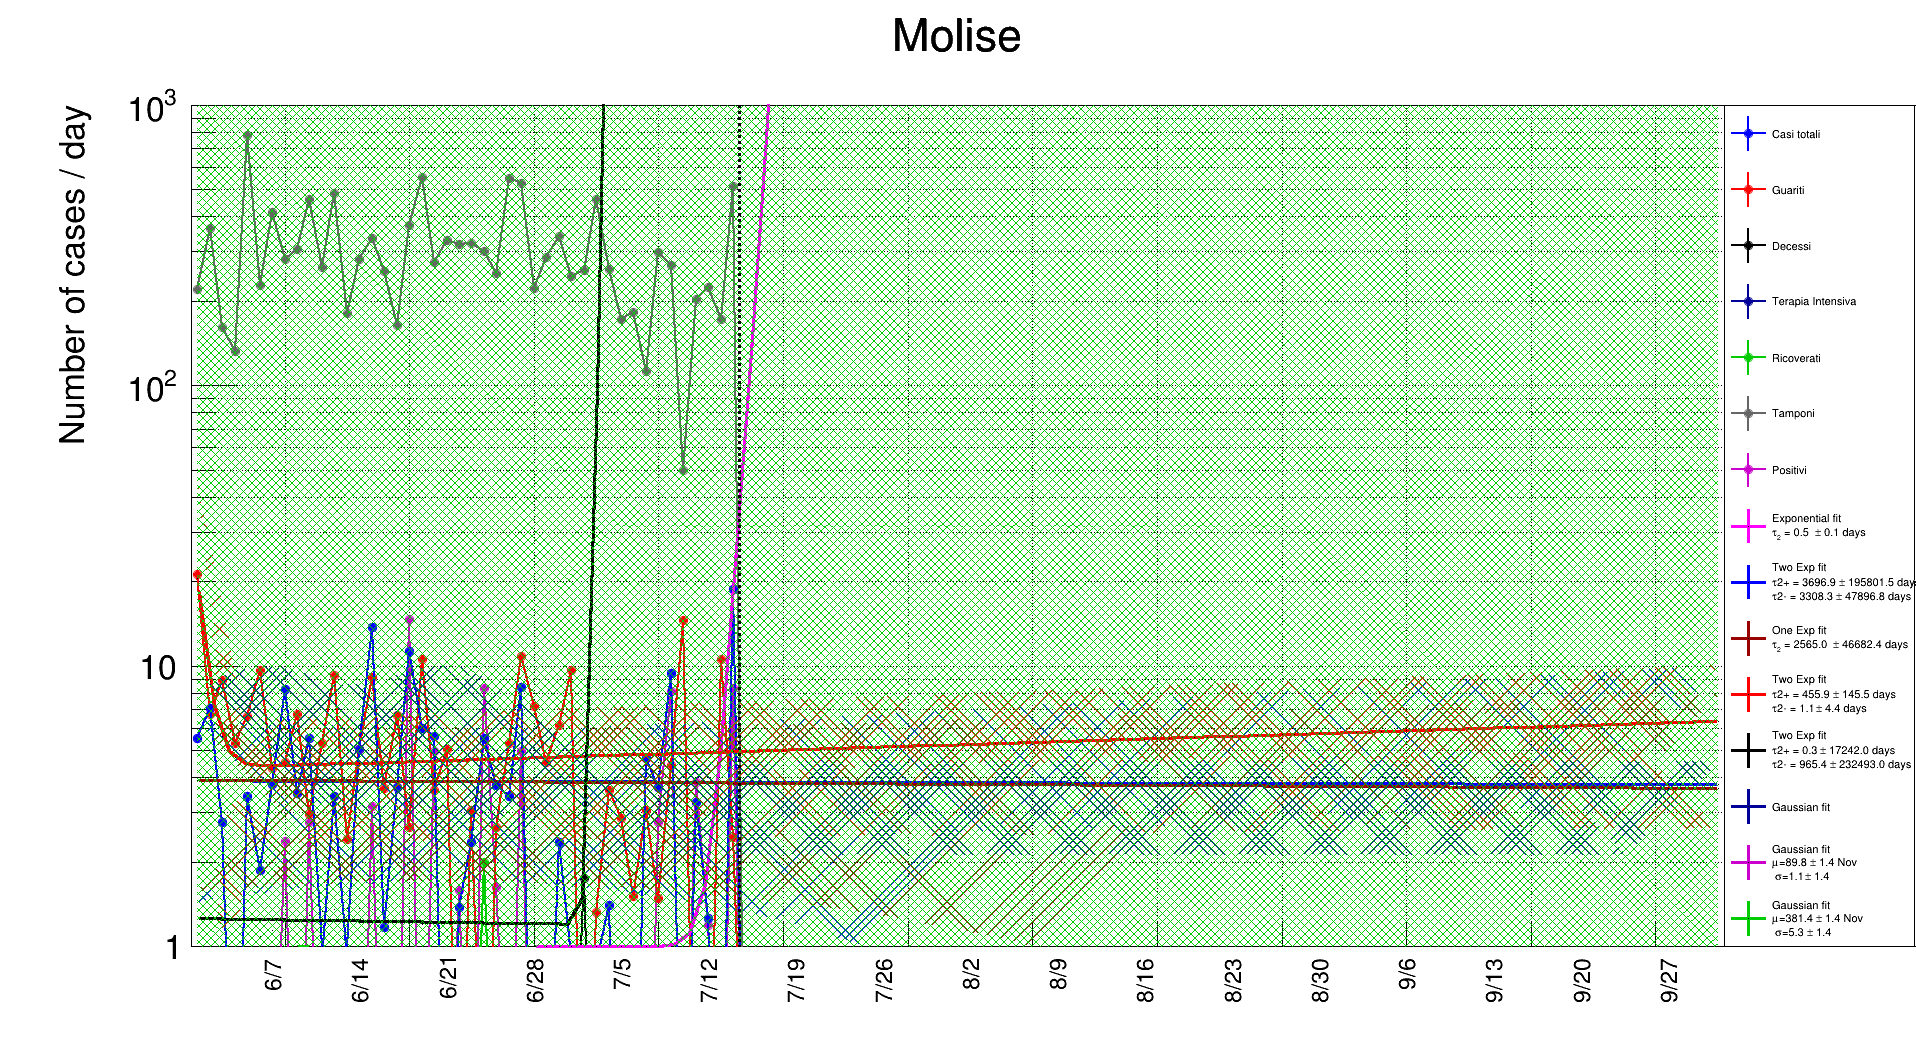 Molise
Number of cases / day
10³
10²
10
1
6/7
6/14
6/21
6/28
7/5
7/12
7/19
7/26
8/2
8/9
8/16
8/23
8/30
9/6
9/13
9/20
9/27
Casi totali
Guariti
Decessi
Terapia Intensiva
Ricoverati
Tamponi
Positivi
Exponential fit
τ₂ = 0.5 ± 0.1 days
Two Exp fit
τ2+ = 3696.9 ± 195801.5 days
τ2- = 3308.3 ± 47896.8 days
One Exp fit
τ₂ = 2565.0 ± 46682.4 days
Two Exp fit
τ2+ = 455.9 ± 145.5 days
τ2- = 1.1 ± 4.4 days
Two Exp fit
τ2+ = 0.3 ± 17242.0 days
τ2- = 965.4 ± 232493.0 days
Gaussian fit
Gaussian fit
μ=89.8 ± 1.4 Nov
σ=1.1 ± 1.4
Gaussian fit
μ=381.4 ± 1.4 Nov
σ=5.3 ± 1.4